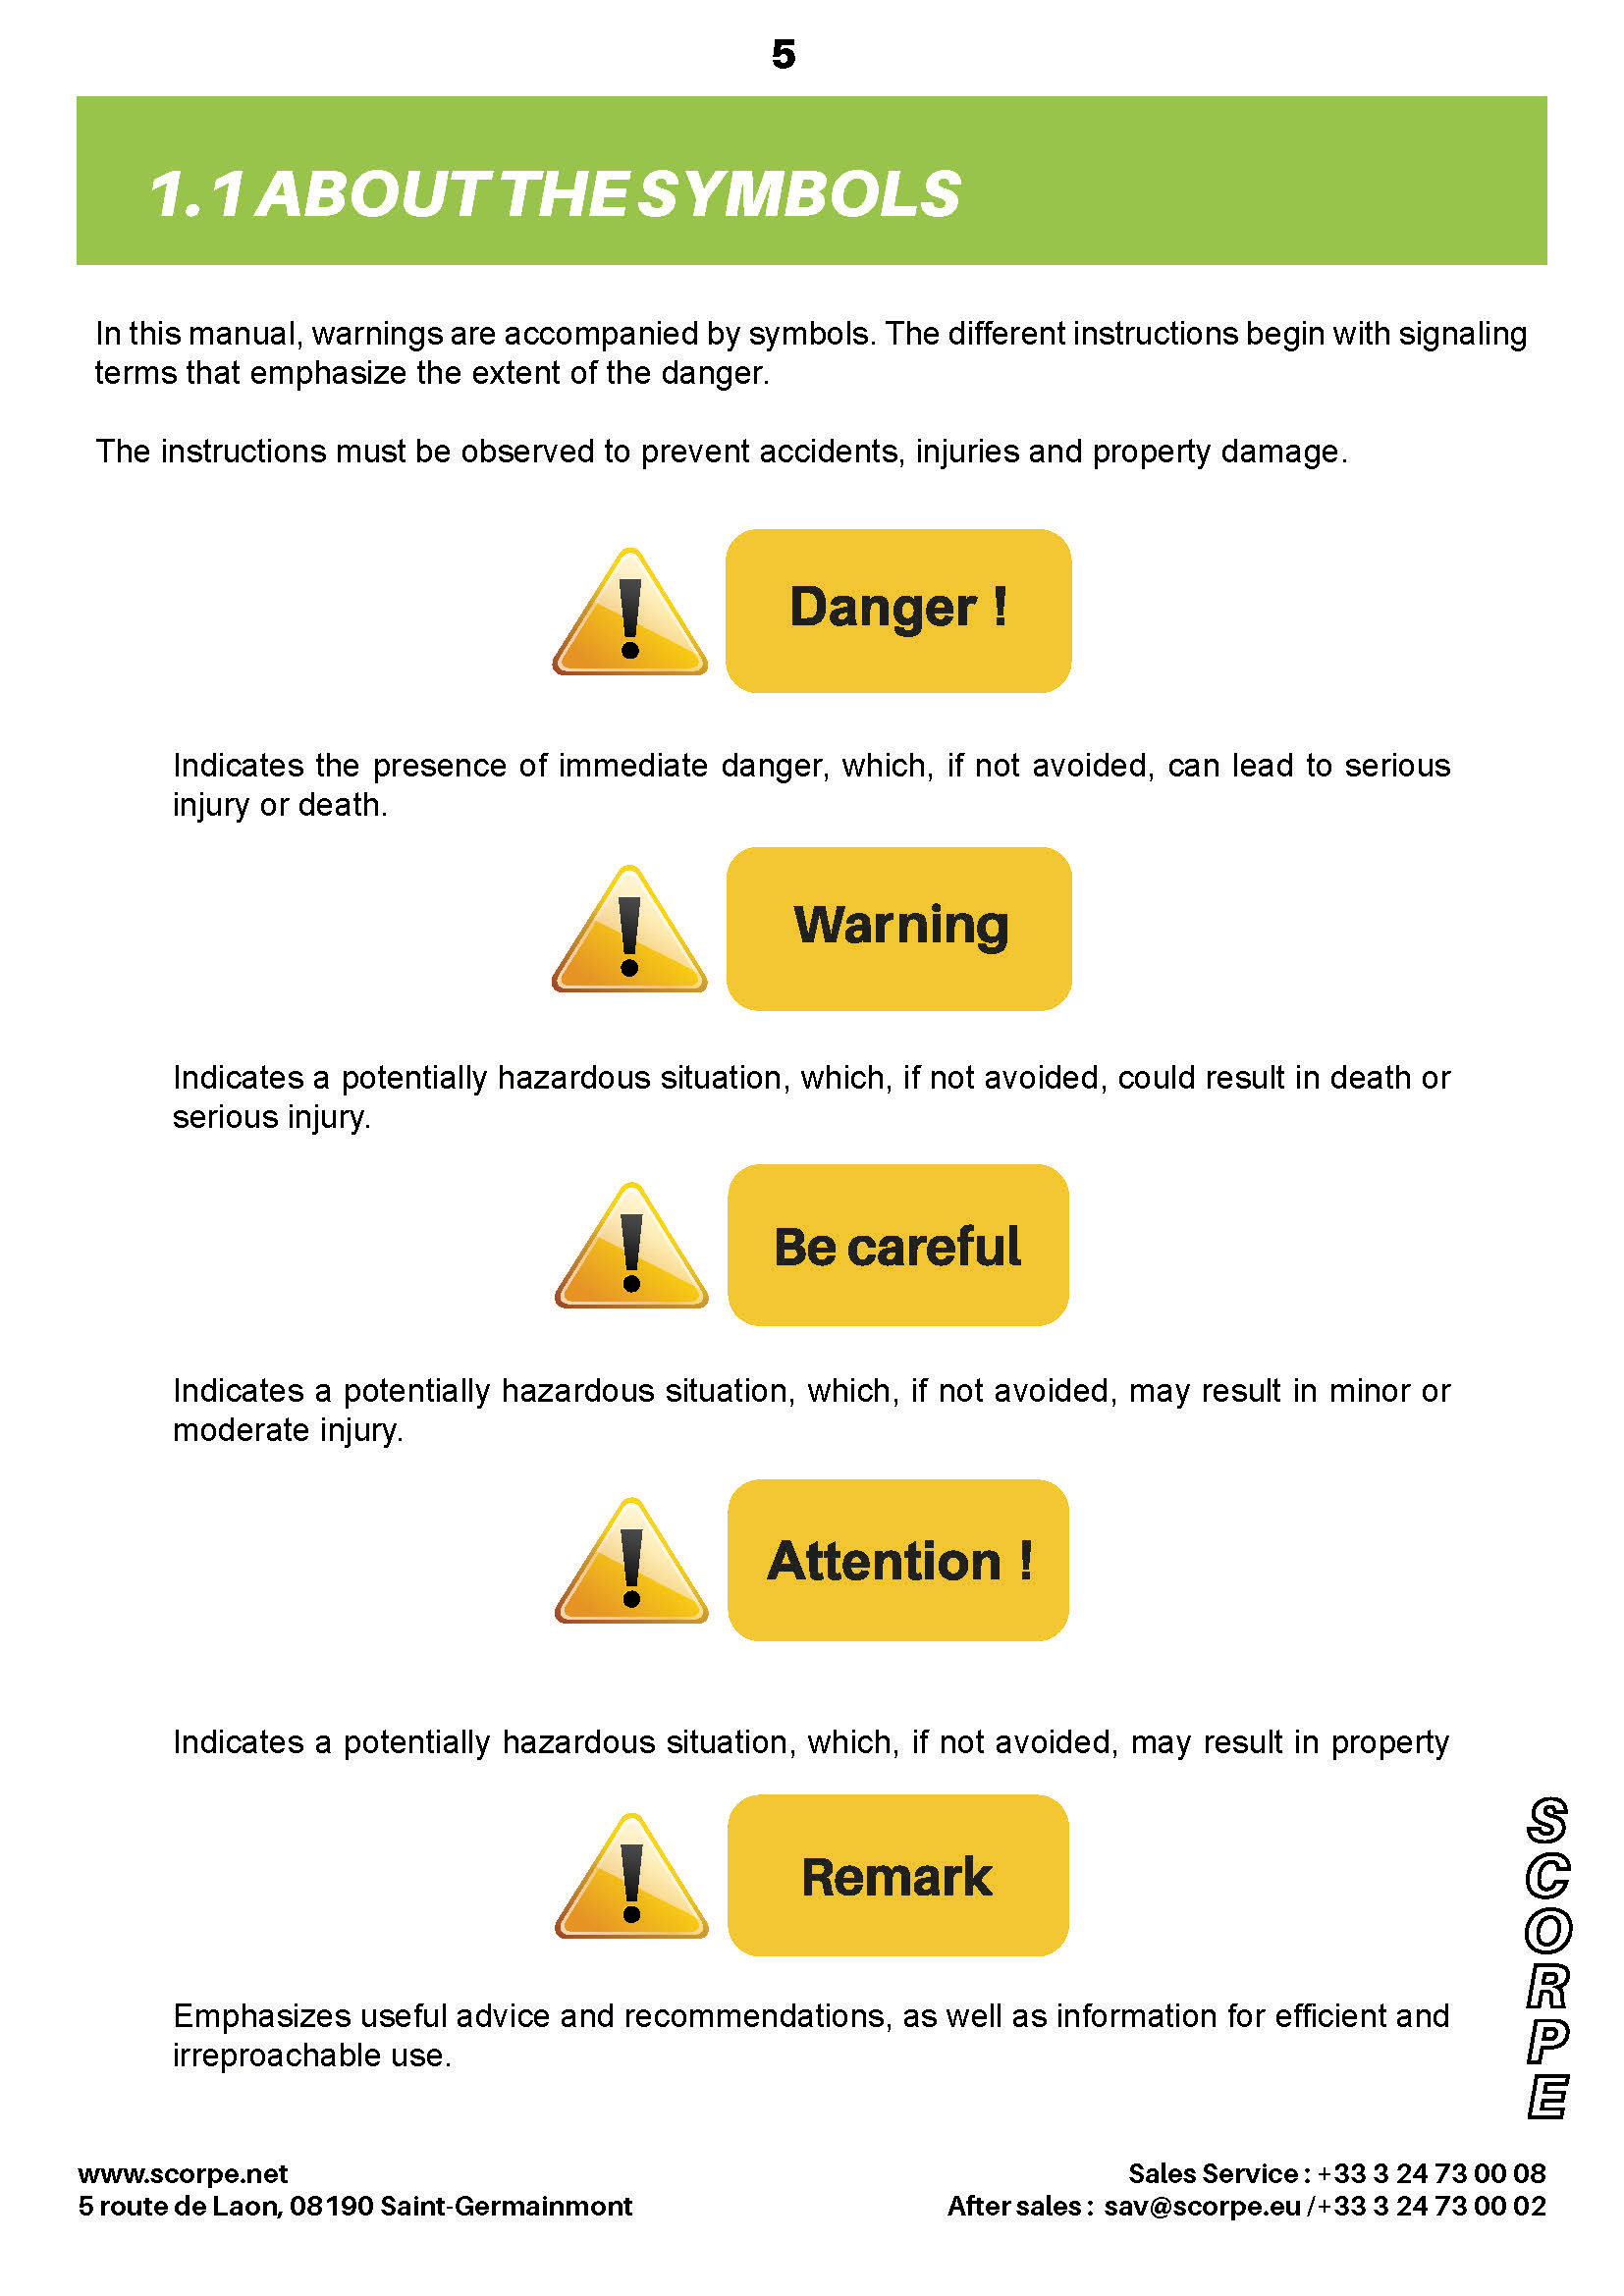 5
1.1 ABOUT THE SYMBOLS
In this manual, warnings are accompanied by symbols. The different instructions begin with signaling
terms that emphasize the extent of the danger.
The instructions must be observed to prevent accidents, injuries and property damage.
Danger !
Indicates the presence of immediate danger, which, if not avoided, can lead to serious
injury or death.
Warning
Indicates a potentially hazardous situation, which, if not avoided, could result in death or
serious injury.
Be careful
Indicates a potentially hazardous situation, which, if not avoided, may result in minor or
moderate injury.
Attention !
Indicates a potentially hazardous situation, which, if not avoided, may result in property
Remark
Emphasizes useful advice and recommendations, as well as information for efficient and
irreproachable use.
SCORPE
www.scorpe.net
5 route de Laon, 08190 Saint-Germainmont
Sales Service : +33 3 24 73 00 08
After sales : sav@scorpe.eu /+33 3 24 73 00 02